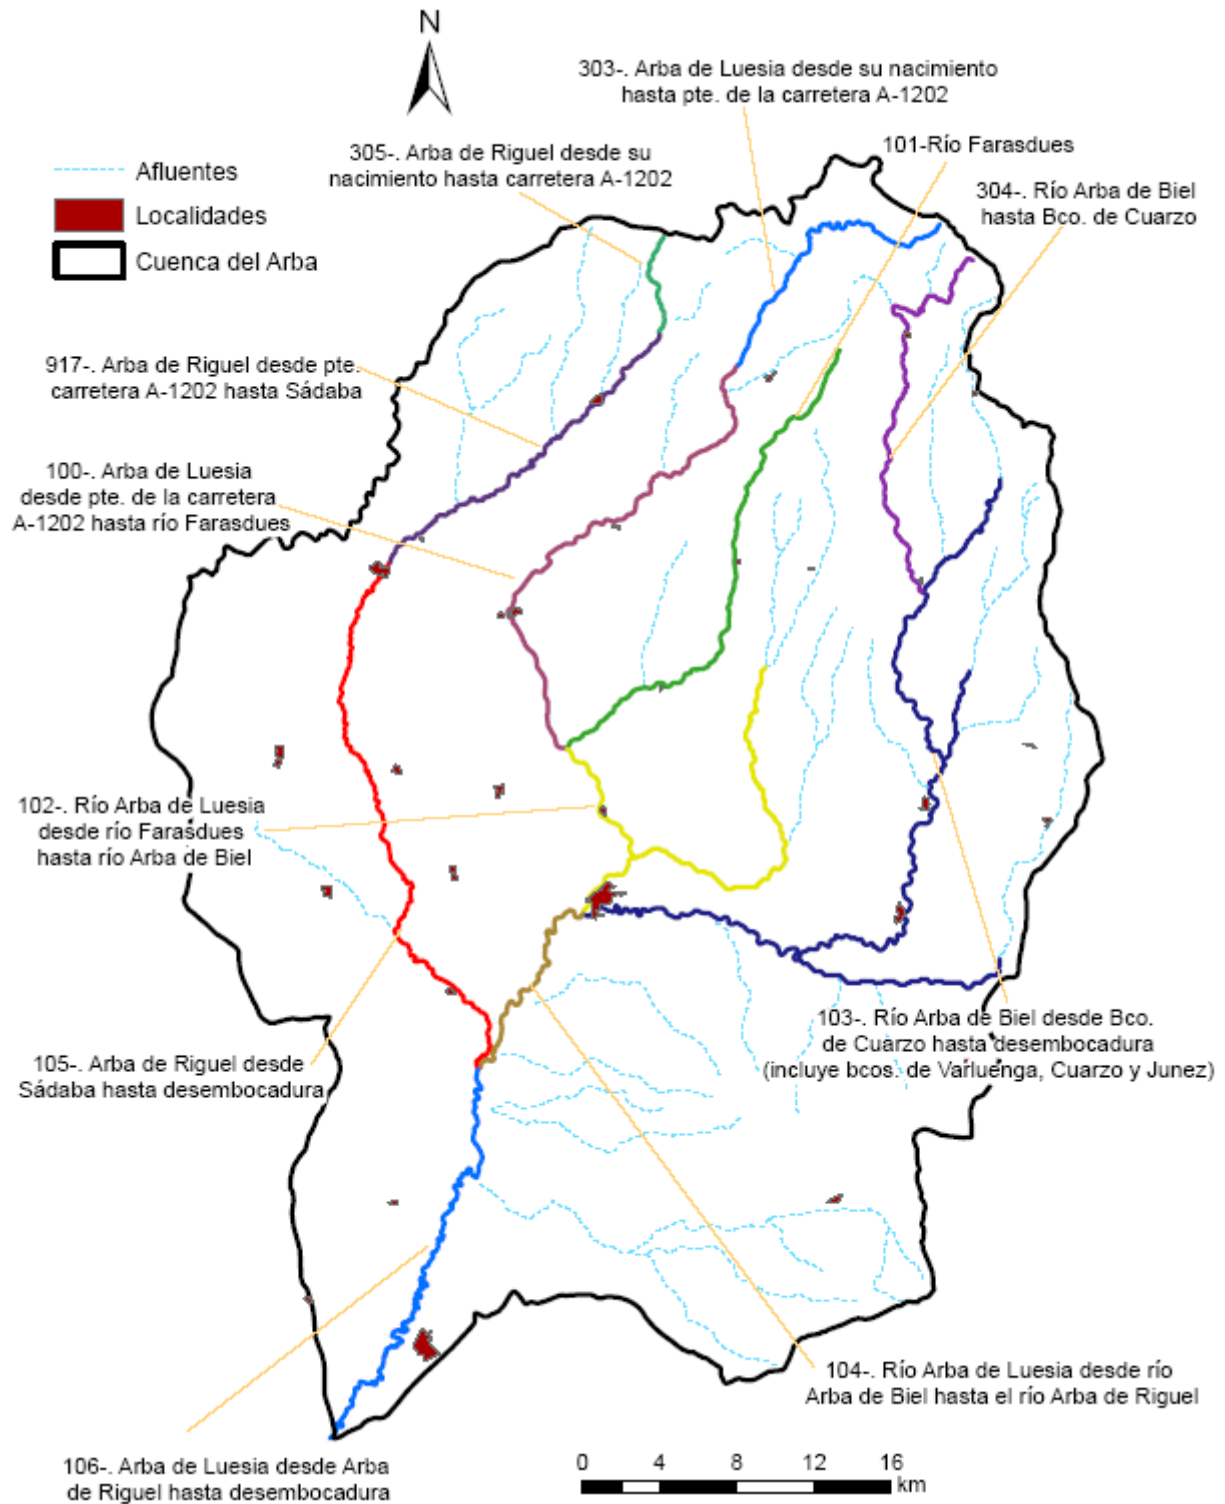 N
303-. Arba de Luesia desde su nacimiento
hasta pte. de la carretera A-1202
101-Río Farasdues
305-. Arba de Riguel desde su
nacimiento hasta carretera A-1202
304-. Río Arba de Biel
hasta Bco. de Cuarzo
Afluentes
Localidades
Cuenca del Arba
917-. Arba de Riguel desde pte.
carretera A-1202 hasta Sádaba
100-. Arba de Luesia
desde pte. de la carretera
A-1202 hasta río Farasdues
102-. Río Arba de Luesia
desde río Farasdues
hasta río Arba de Biel
103-. Río Arba de Biel desde Bco.
de Cuarzo hasta desembocadura
(incluye bcos. de Varluenga, Cuarzo y Junez)
105-. Arba de Riguel desde
Sádaba hasta desembocadura
104-. Río Arba de Luesia desde río
Arba de Biel hasta el río Arba de Riguel
106-. Arba de Luesia desde Arba
de Riguel hasta desembocadura
0 4 8 12 16
km